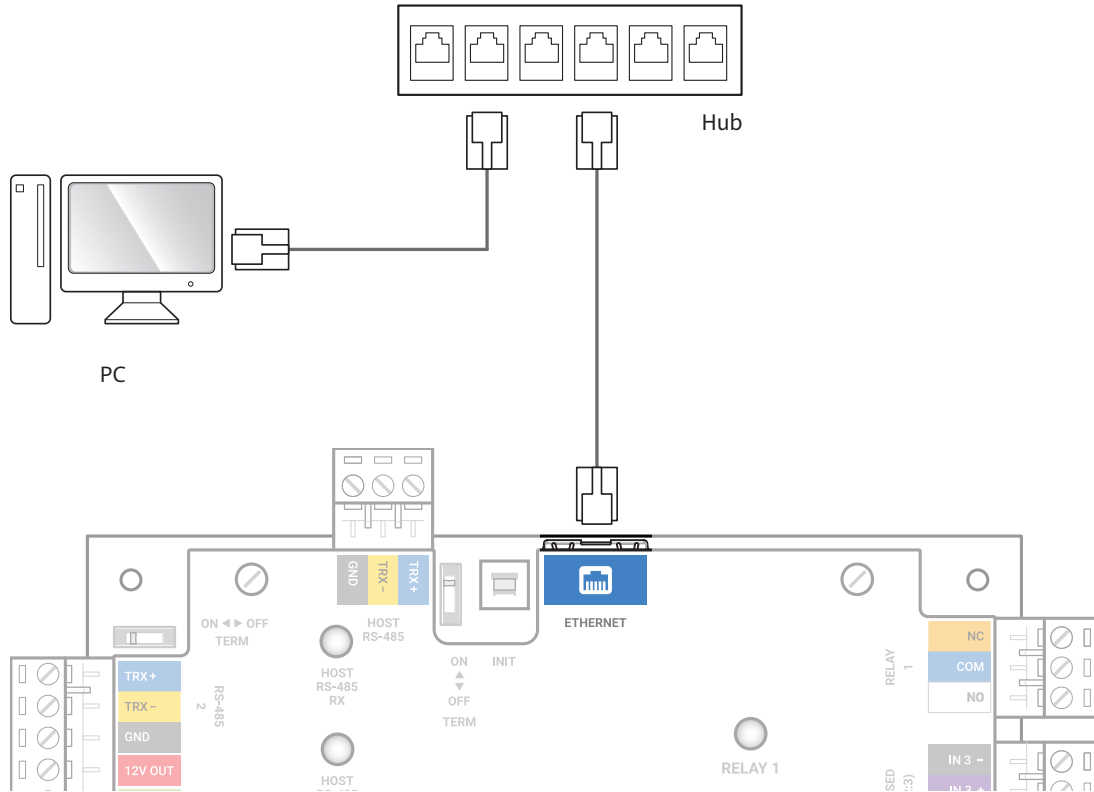 Hub
PC
GND
TRX −
TRX +
HOST
RS-485
ETHERNET
ON ◀ ▶ OFF
TERM
ON
▲
▼
OFF
TERM
INIT
HOST
RS-485
RX
TRX +
TRX −
GND
12V OUT
RS-485
2
HOST
RELAY 1
RELAY
1
NC
COM
NO
IN 3 −
IN 3 +